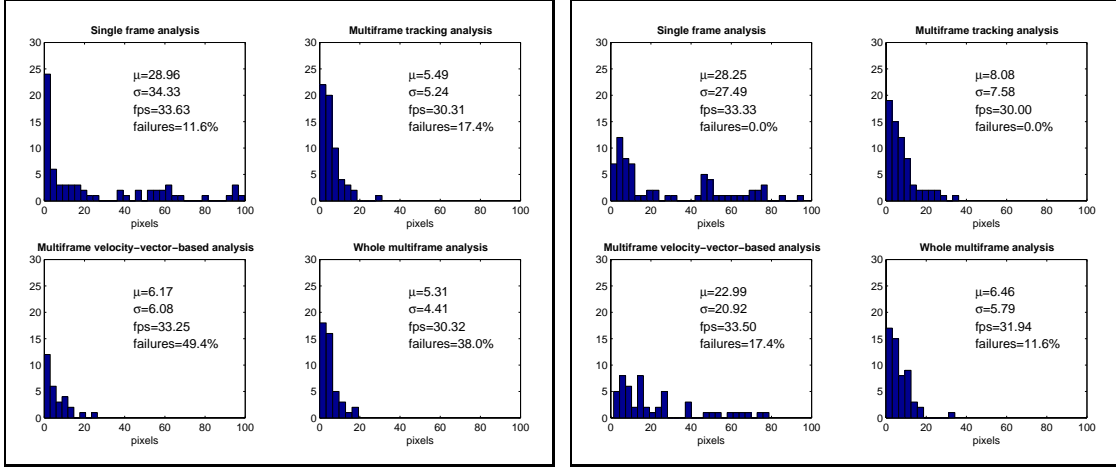 Single frame analysis
30
25
20
15
10
5
0
μ=28.96
σ=34.33
fps=33.63
failures=11.6%
0 20 40 60 80 100
pixels
Multiframe tracking analysis
30
25
20
15
10
5
0
μ=5.49
σ=5.24
fps=30.31
failures=17.4%
0 20 40 60 80 100
pixels
Multiframe velocity−vector−based analysis
30
25
20
15
10
5
0
μ=6.17
σ=6.08
fps=33.25
failures=49.4%
0 20 40 60 80 100
pixels
Whole multiframe analysis
30
25
20
15
10
5
0
μ=5.31
σ=4.41
fps=30.32
failures=38.0%
0 20 40 60 80 100
pixels
Single frame analysis
30
25
20
15
10
5
0
μ=28.25
σ=27.49
fps=33.33
failures=0.0%
0 20 40 60 80 100
pixels
Multiframe tracking analysis
30
25
20
15
10
5
0
μ=8.08
σ=7.58
fps=30.00
failures=0.0%
0 20 40 60 80 100
pixels
Multiframe velocity−vector−based analysis
30
25
20
15
10
5
0
μ=22.99
σ=20.92
fps=33.50
failures=17.4%
0 20 40 60 80 100
pixels
Whole multiframe analysis
30
25
20
15
10
5
0
μ=6.46
σ=5.79
fps=31.94
failures=11.6%
0 20 40 60 80 100
pixels